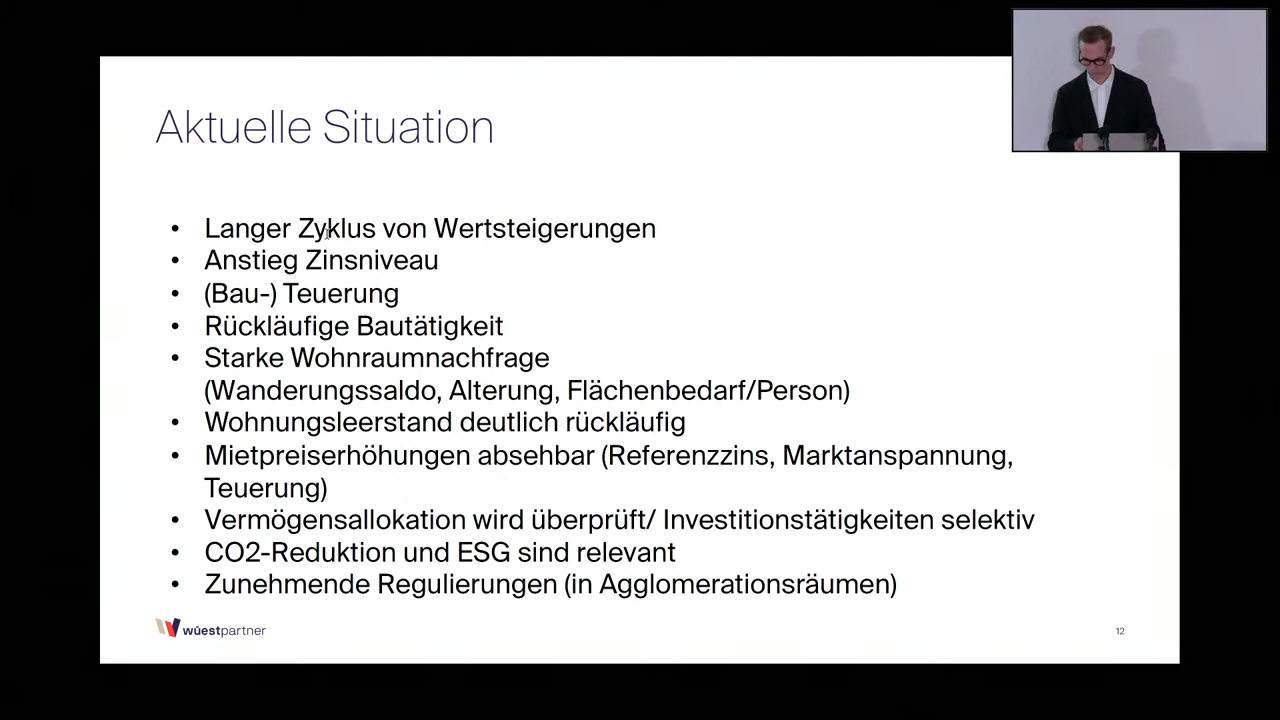 Aktuelle Situation
• Langer Zyklus von Wertsteigerungen
• Anstieg Zinsniveau
• (Bau-) Teuerung
• Rückläufige Bautätigkeit
• Starke Wohnraumnachfrage
(Wanderungssaldo, Alterung, Flächenbedarf/Person)
• Wohnungsleerstand deutlich rückläufig
• Mietpreiserhöhungen absehbar (Referenzzins, Marktanspannung,
Teuerung)
• Vermögensallokation wird überprüft/ Investitionstätigkeiten selektiv
• CO2-Reduktion und ESG sind relevant
• Zunehmende Regulierungen (in Agglomerationsräumen)
wüestpartner
12